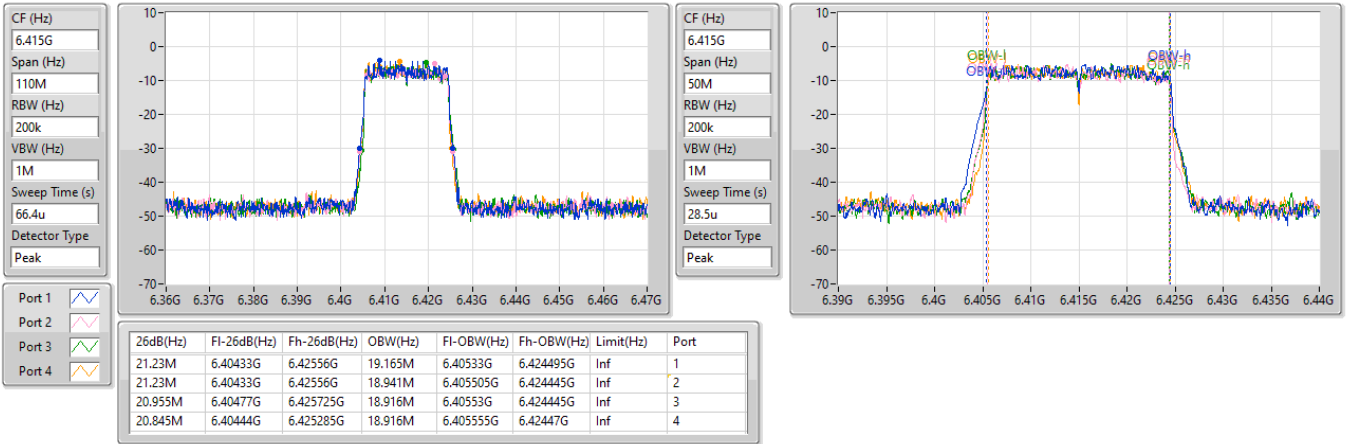 CF (Hz)
6.415G
Span (Hz)
110M
RBW (Hz)
200k
VBW (Hz)
1M
Sweep Time (s)
66.4u
Detector Type
Peak
10-
0-
-10-
-20-
-30-
-40-
-50-
-60-
-70-
6.36G 6.37G 6.38G 6.39G 6.4G 6.41G 6.42G 6.43G 6.44G 6.45G 6.46G 6.47G
CF (Hz)
6.415G
Span (Hz)
50M
RBW (Hz)
200k
VBW (Hz)
1M
Sweep Time (s)
28.5u
Detector Type
Peak
10-
0-
-10-
-20-
-30-
-40-
-50-
-60-
-70-
OBW-l OBW-h
OBW-h
6.39G 6.395G 6.4G 6.405G 6.41G 6.415G 6.42G 6.425G 6.43G 6.435G 6.44G
Port 1
Port 2
Port 3
Port 4
26dB(Hz) Fl-26dB(Hz) Fh-26dB(Hz) OBW(Hz) Fl-OBW(Hz) Fh-OBW(Hz) Limit(Hz) Port
21.23M 6.40433G 6.42556G 19.165M 6.40533G 6.424495G Inf 1
21.23M 6.40433G 6.42556G 18.941M 6.405505G 6.424445G Inf 2
20.955M 6.40477G 6.425725G 18.916M 6.40553G 6.424445G Inf 3
20.845M 6.40444G 6.425285G 18.916M 6.405555G 6.42447G Inf 4